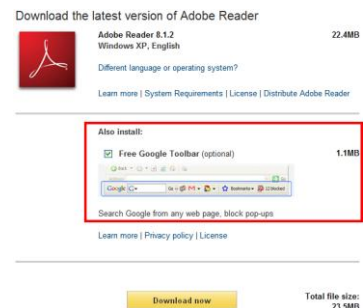 Download the latest version of Adobe Reader
Adobe Reader 8.1.2 22.4MB
Windows XP, English
Different language or operating system?
Learn more | System Requirements | License | Distribute Adobe Reader
Also install:
Free Google Toolbar (optional) 1.1MB
Google
Search Google from any web page, block pop-ups
Learn more | Privacy policy | License
Download now Total file size:
23.5MB